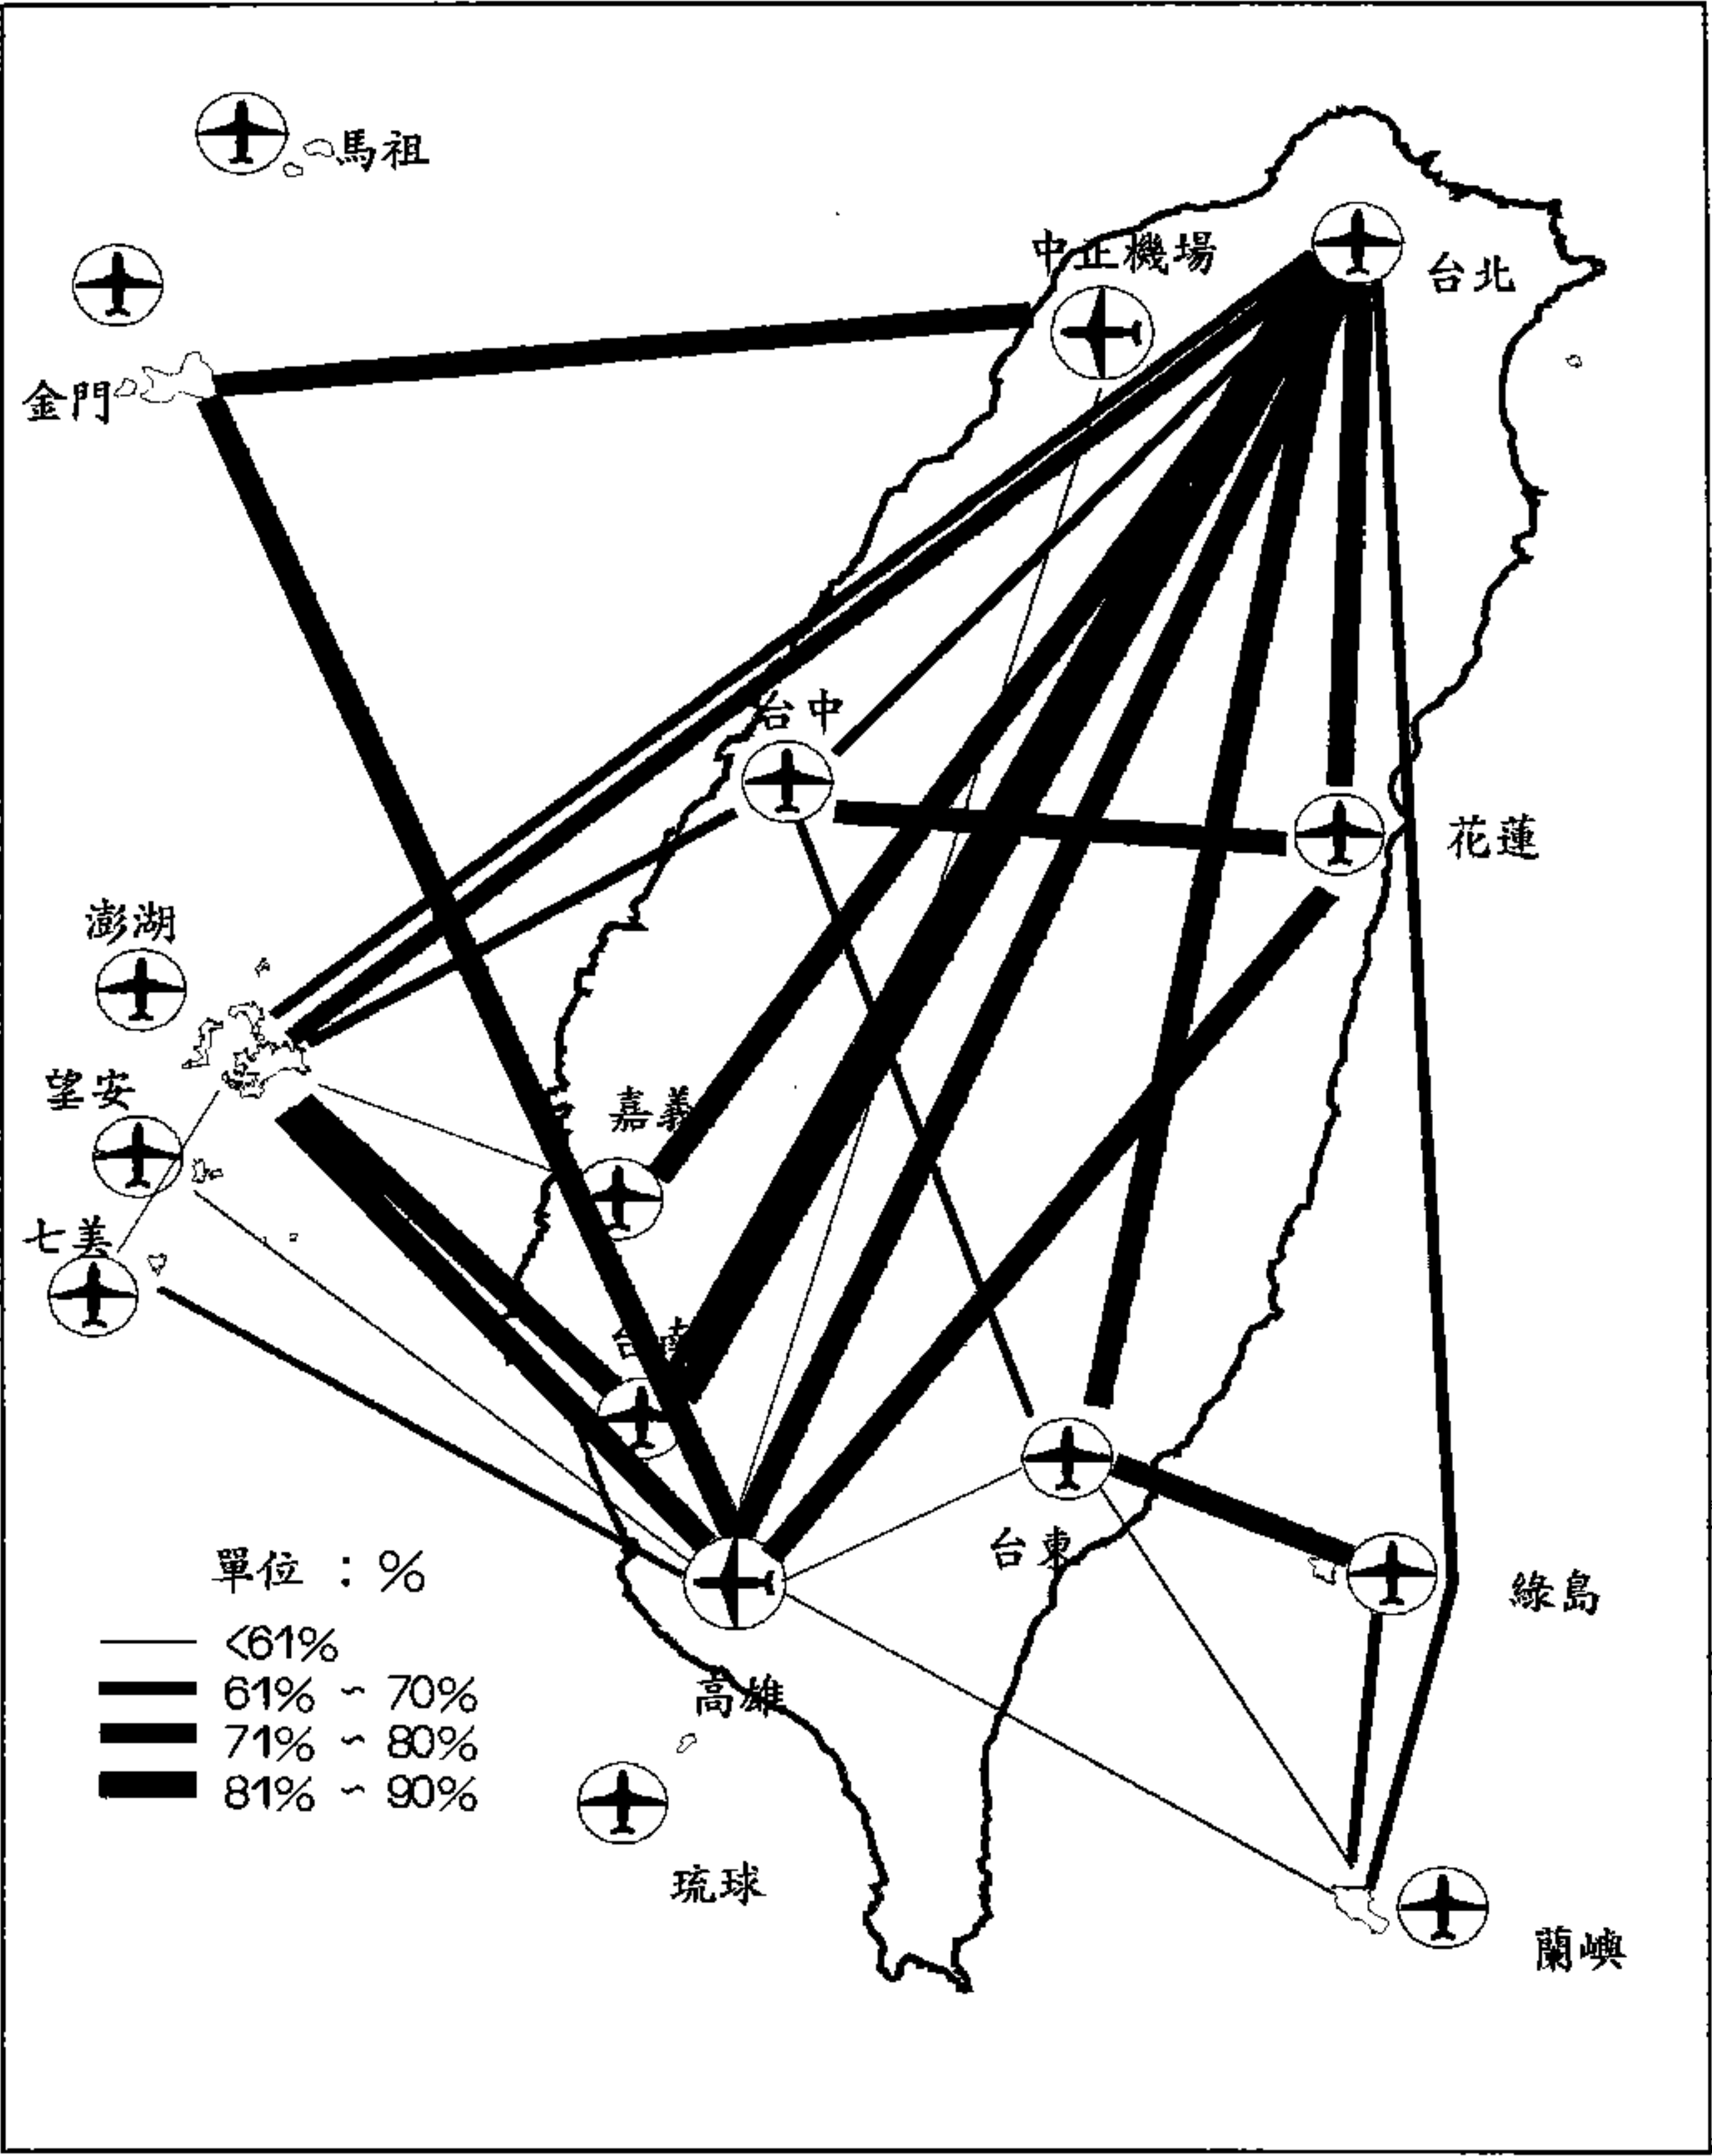 馬祖
中正機場
台北
金門
台中
花蓮
澎湖
望安
嘉義
七美
台南
台東
單位 : %
綠島
<61%
61% ~ 70%
高雄
71% ~ 80%
81% ~ 90%
琉球
蘭嶼